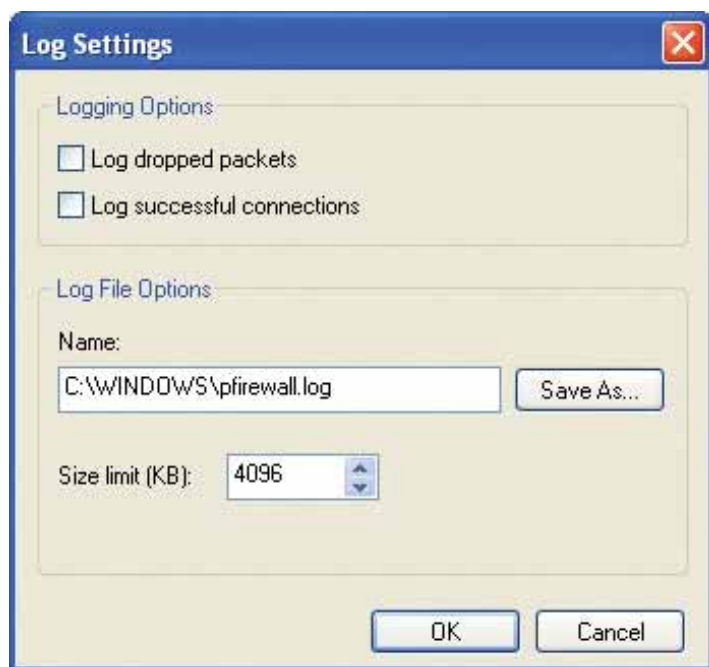 Log Settings
Logging Options
Log dropped packets
Log successful connections
Log File Options
Name:
C:\WINDOWS\pfirewall.log
Save As...
Size limit (KB):
4096
OK
Cancel